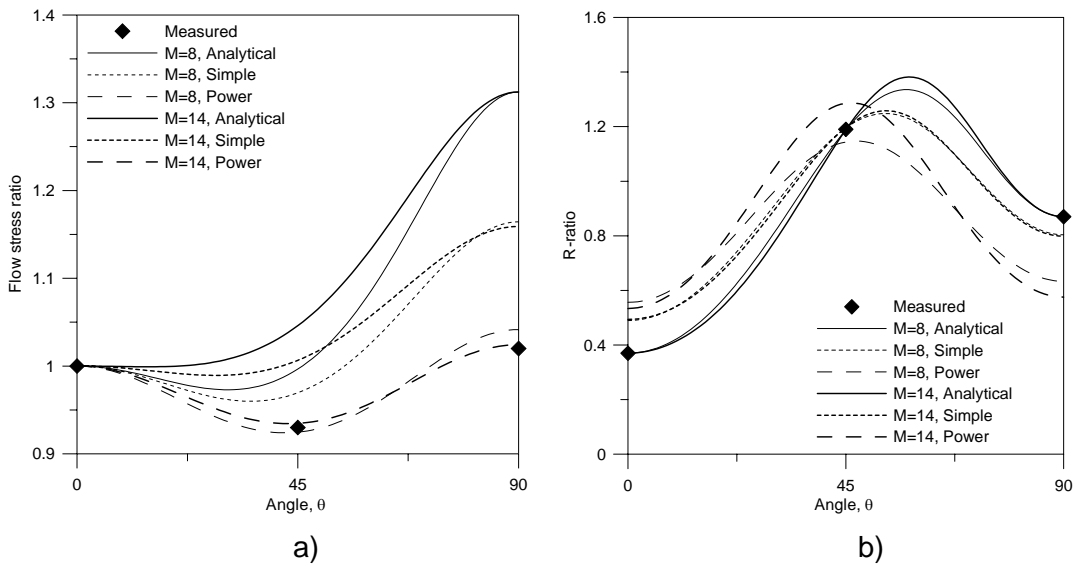 1.4
1.3
1.2
1.1
1
0.9
Flow stress ratio
Measured
M=8, Analytical
M=8, Simple
M=8, Power
M=14, Analytical
M=14, Simple
M=14, Power
0
45
90
Angle, θ
a)
1.6
1.2
0.8
0.4
0
R-ratio
Measured
M=8, Analytical
M=8, Simple
M=8, Power
M=14, Analytical
M=14, Simple
M=14, Power
0
45
90
Angle, θ
b)